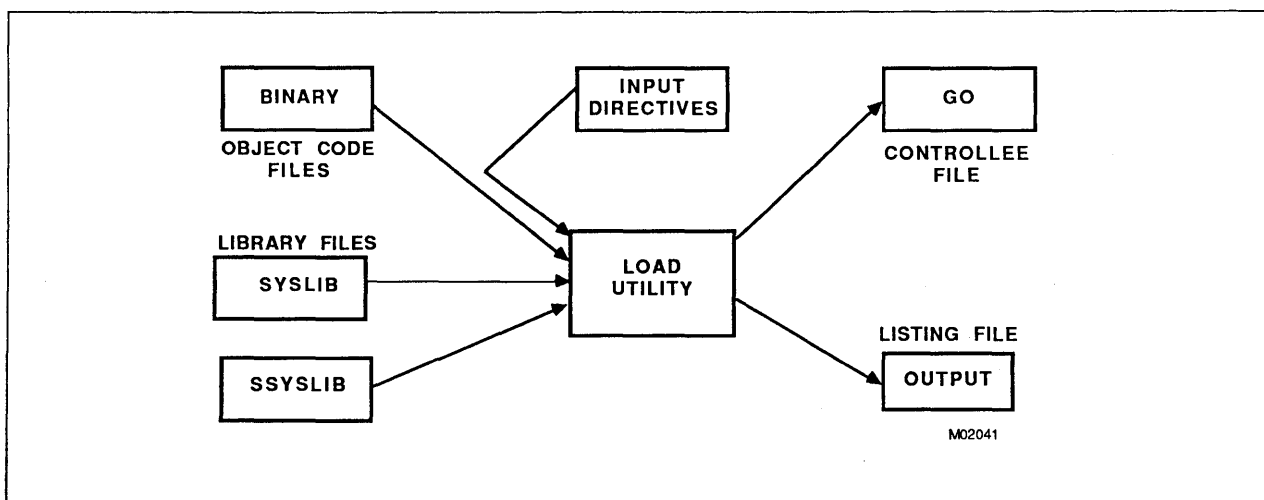 BINARY
OBJECT CODE
FILES
INPUT
DIRECTIVES
GO
CONTROLLEE
FILE
LIBRARY FILES
SYSLIB
LOAD
UTILITY
SSYSLIB
LISTING FILE
OUTPUT
M02041